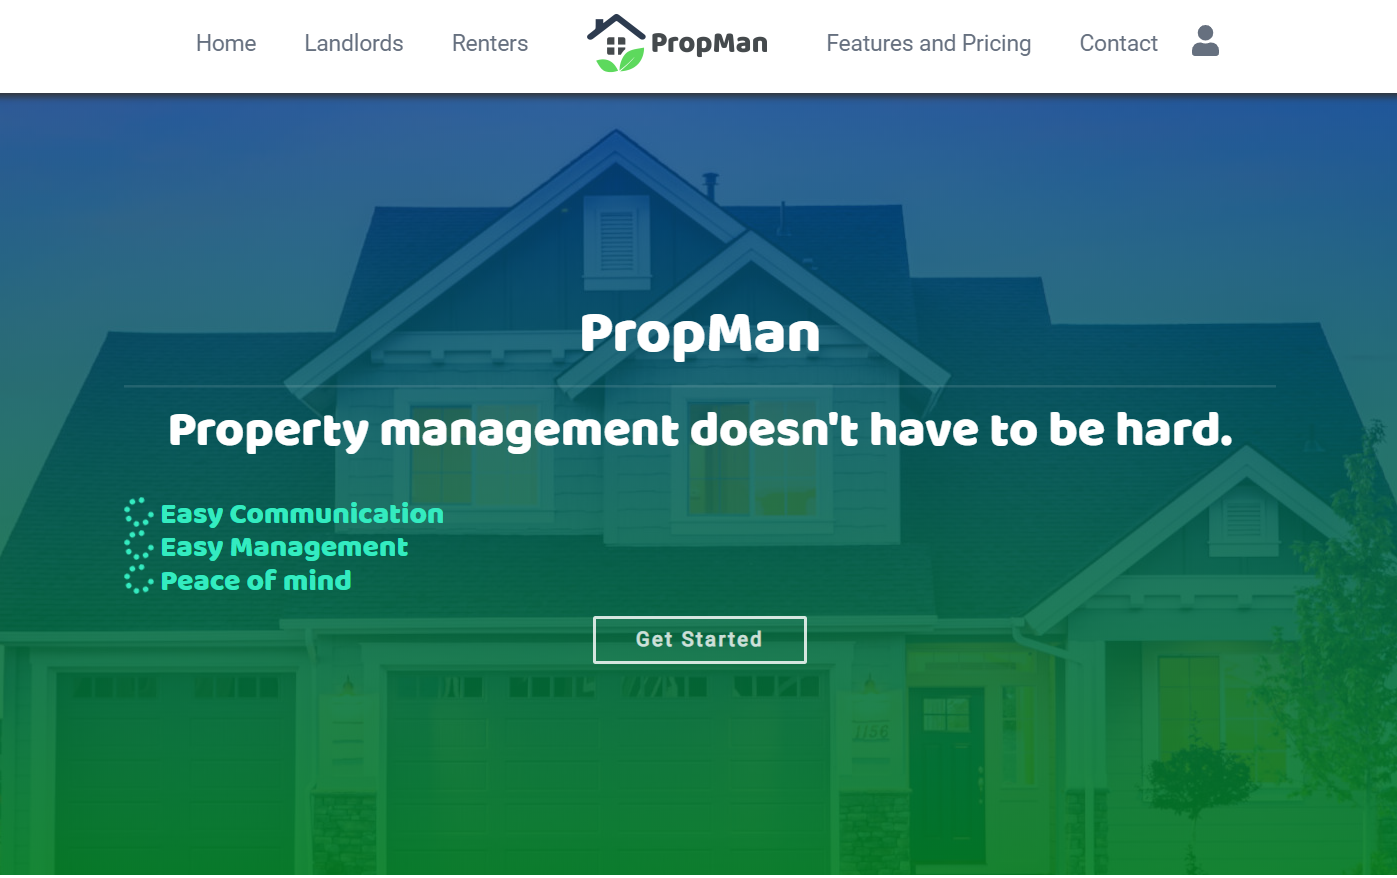 Home Landlords Renters PropMan Features and Pricing Contact
PropMan
Property management doesn't have to be hard.
Easy Communication
Easy Management
Peace of mind
Get Started
1156